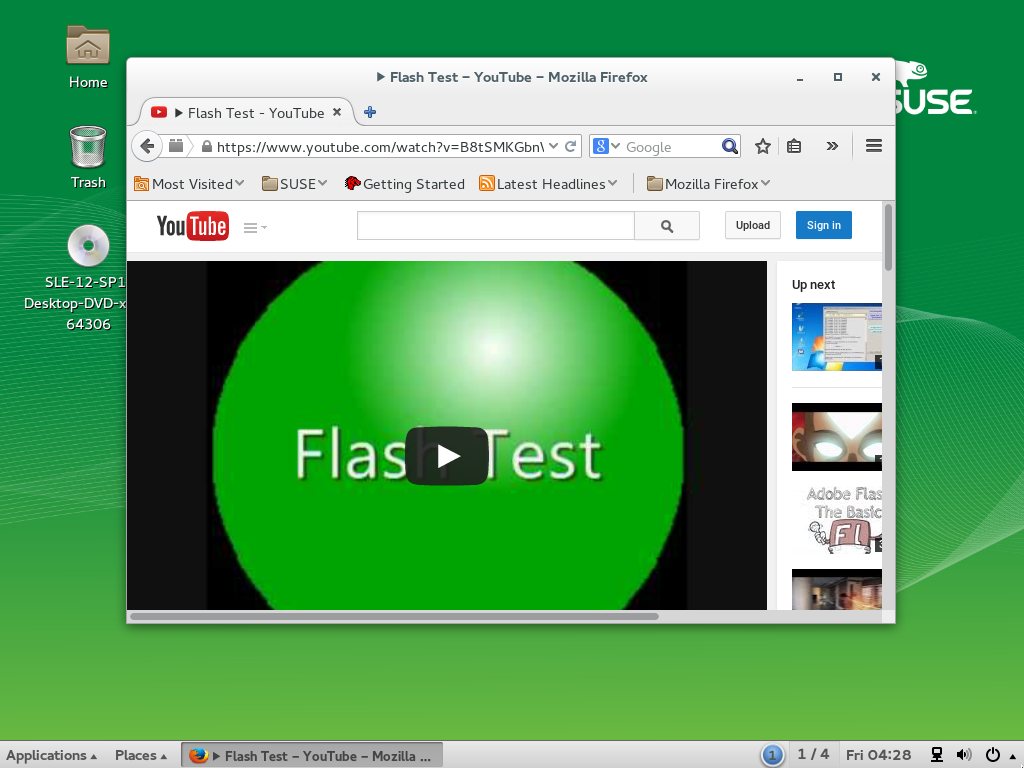 Home
Trash
SLE-12-SP1
Desktop-DVD-x
64306
SUSE
Flash Test – YouTube – Mozilla Firefox
Flash Test - YouTube
https://www.youtube.com/watch?v=B8tSMKGbn
Google
Most Visited
SUSE
Getting Started
Latest Headlines
Mozilla Firefox
YouTube
Upload
Sign in
Flash Test
Up next
Adobe Flas
The Basic
FL
Applications
Places
Flash Test – YouTube – Mozilla ...
1
1 / 4
Fri 04:28